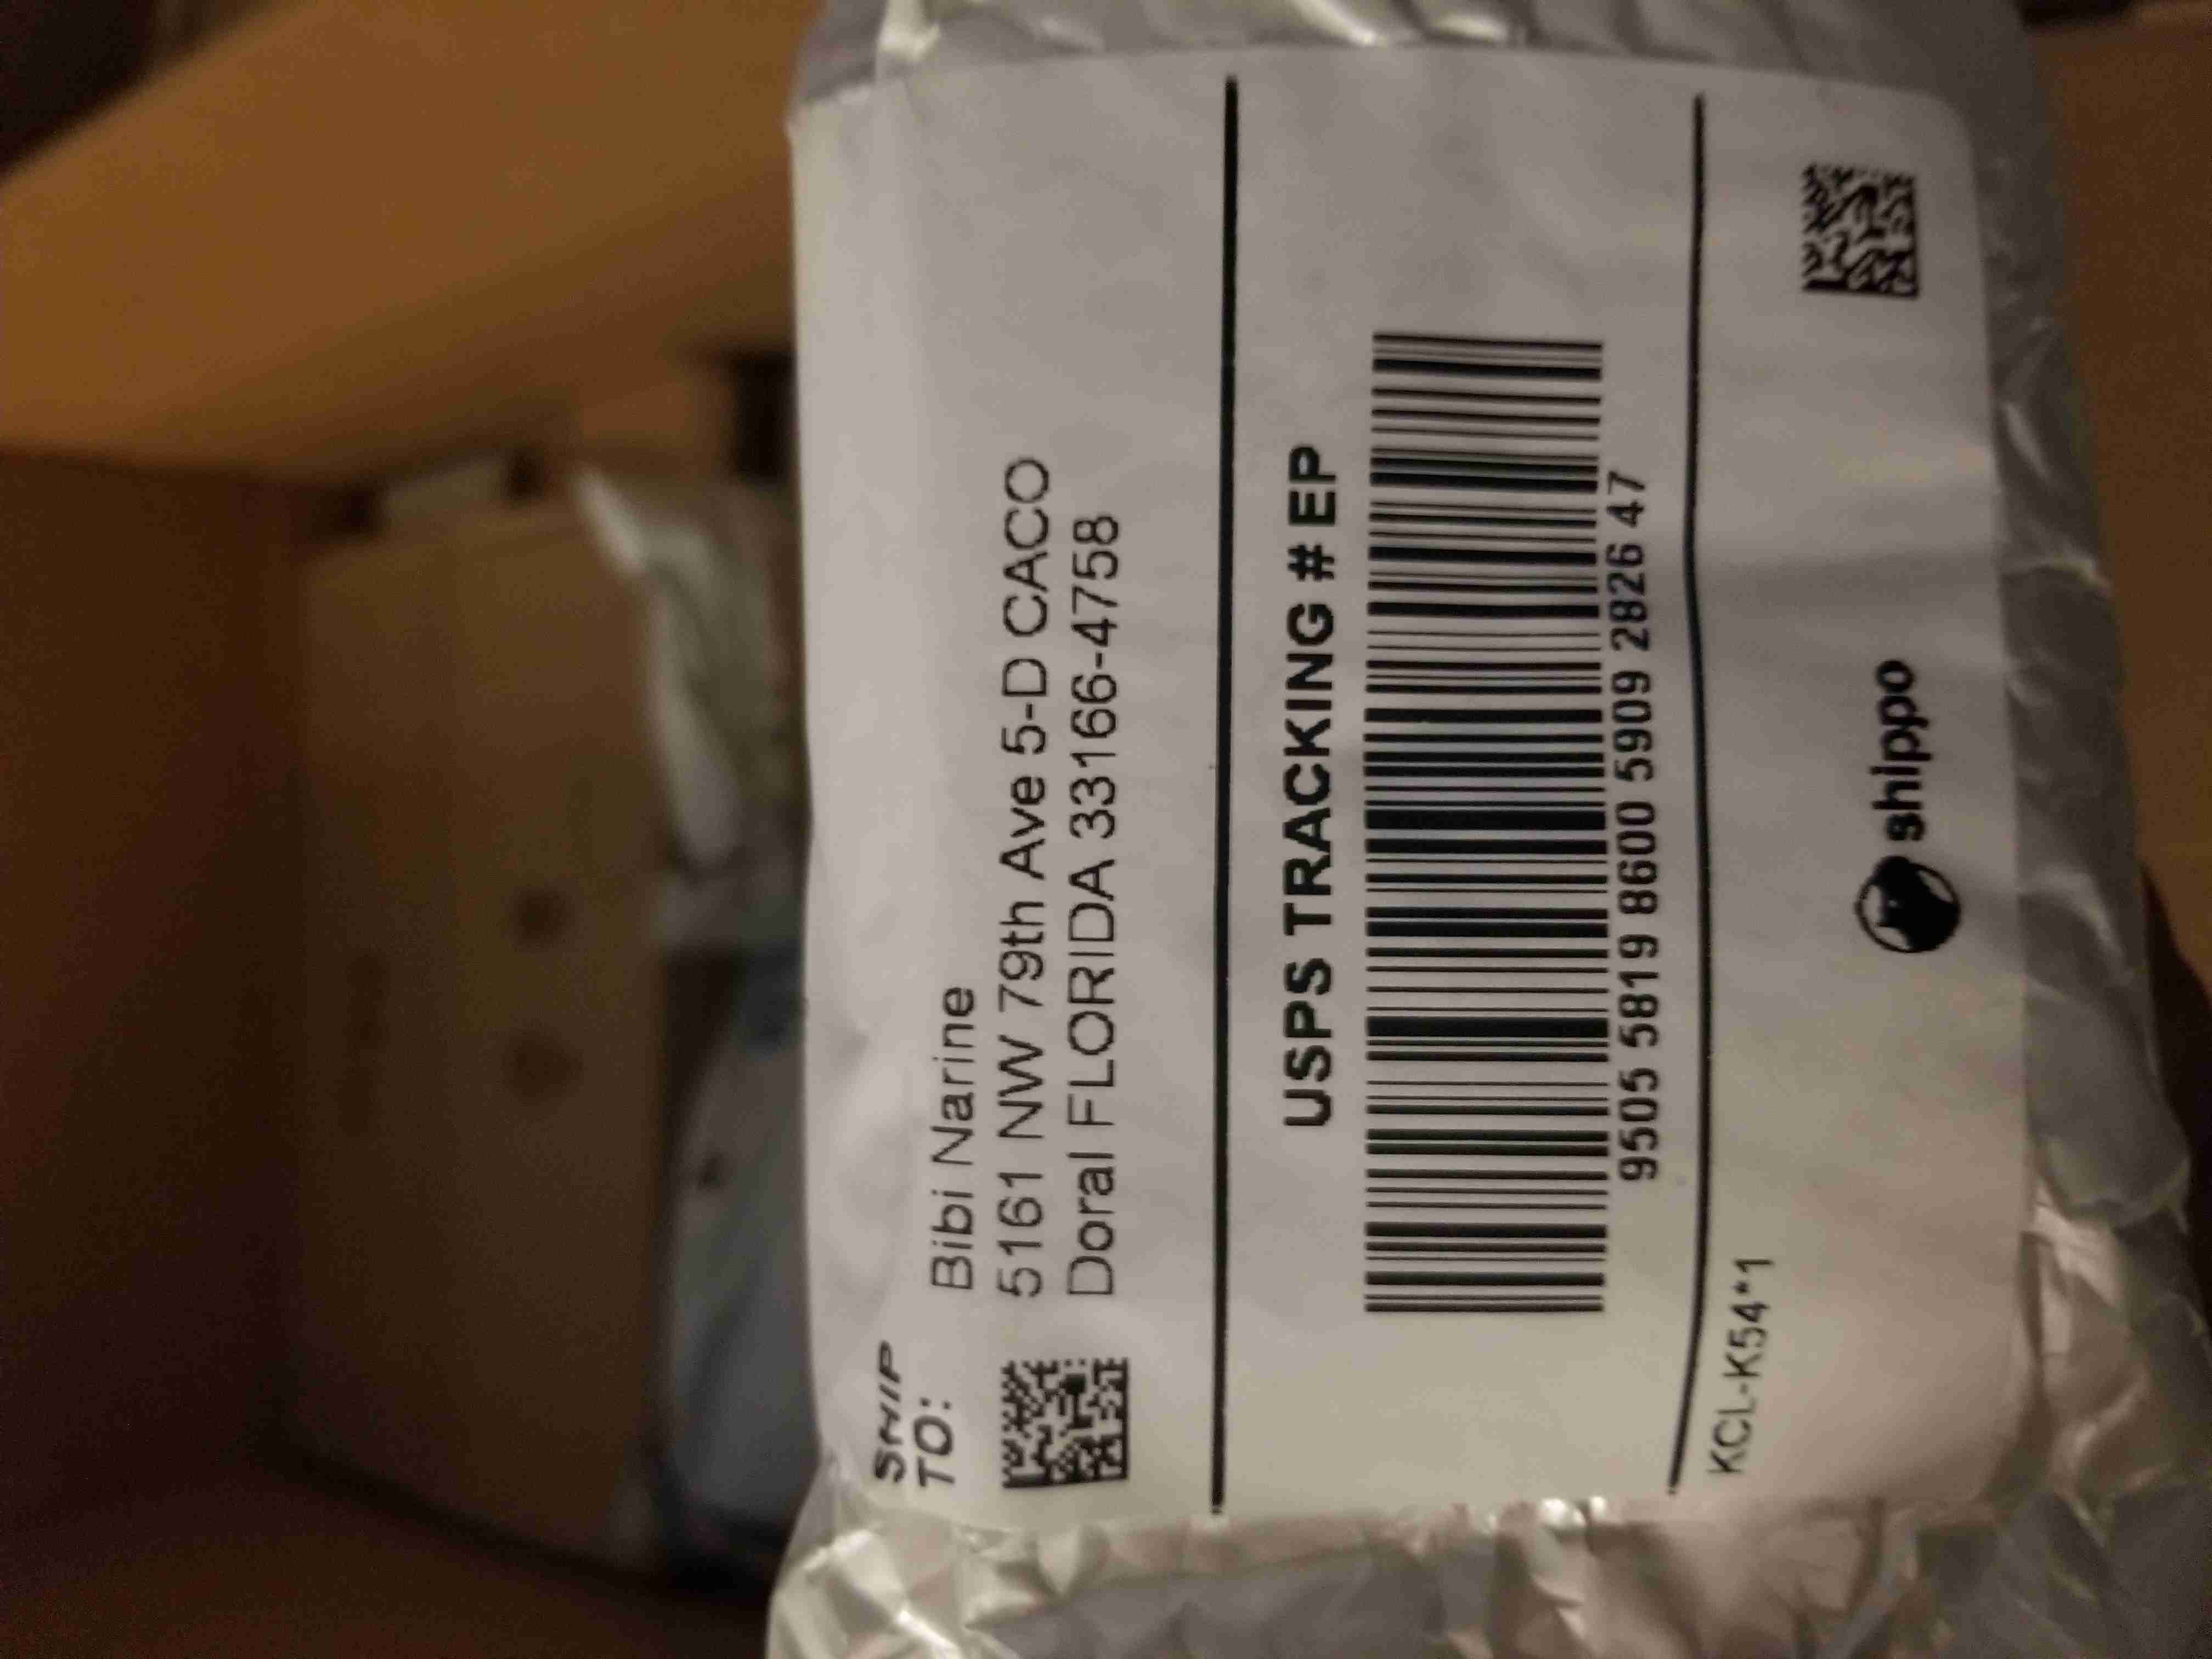 SHIP
TO:
Bibi Narine
5161 NW 79th Ave 5-D CACO
Doral FLORIDA 33166-4758
USPS TRACKING # EP
9505 5819 8600 5909 2826 47
KCL-K54*1
shippo